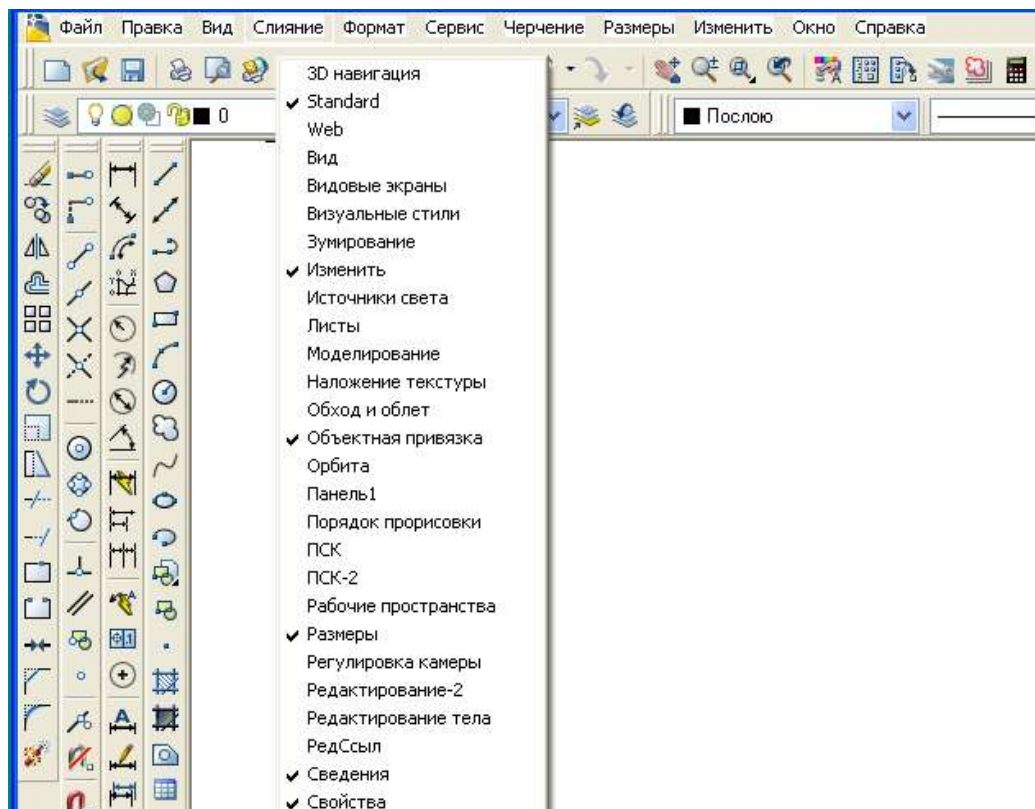 Файл Правка Вид Слияние Формат Сервис Черчение Размеры Изменить Окно Справка
0
Послою
3D навигация
Standard
Web
Вид
Видовые экраны
Визуальные стили
Зумирование
Изменить
Источники света
Листы
Моделирование
Наложение текстуры
Обход и облет
Объектная привязка
Орбита
Панель1
Порядок прорисовки
ПСК
ПСК-2
Рабочие пространства
Размеры
Регулировка камеры
Редактирование-2
Редактирование тела
РедСсыл
Сведения
Свойства